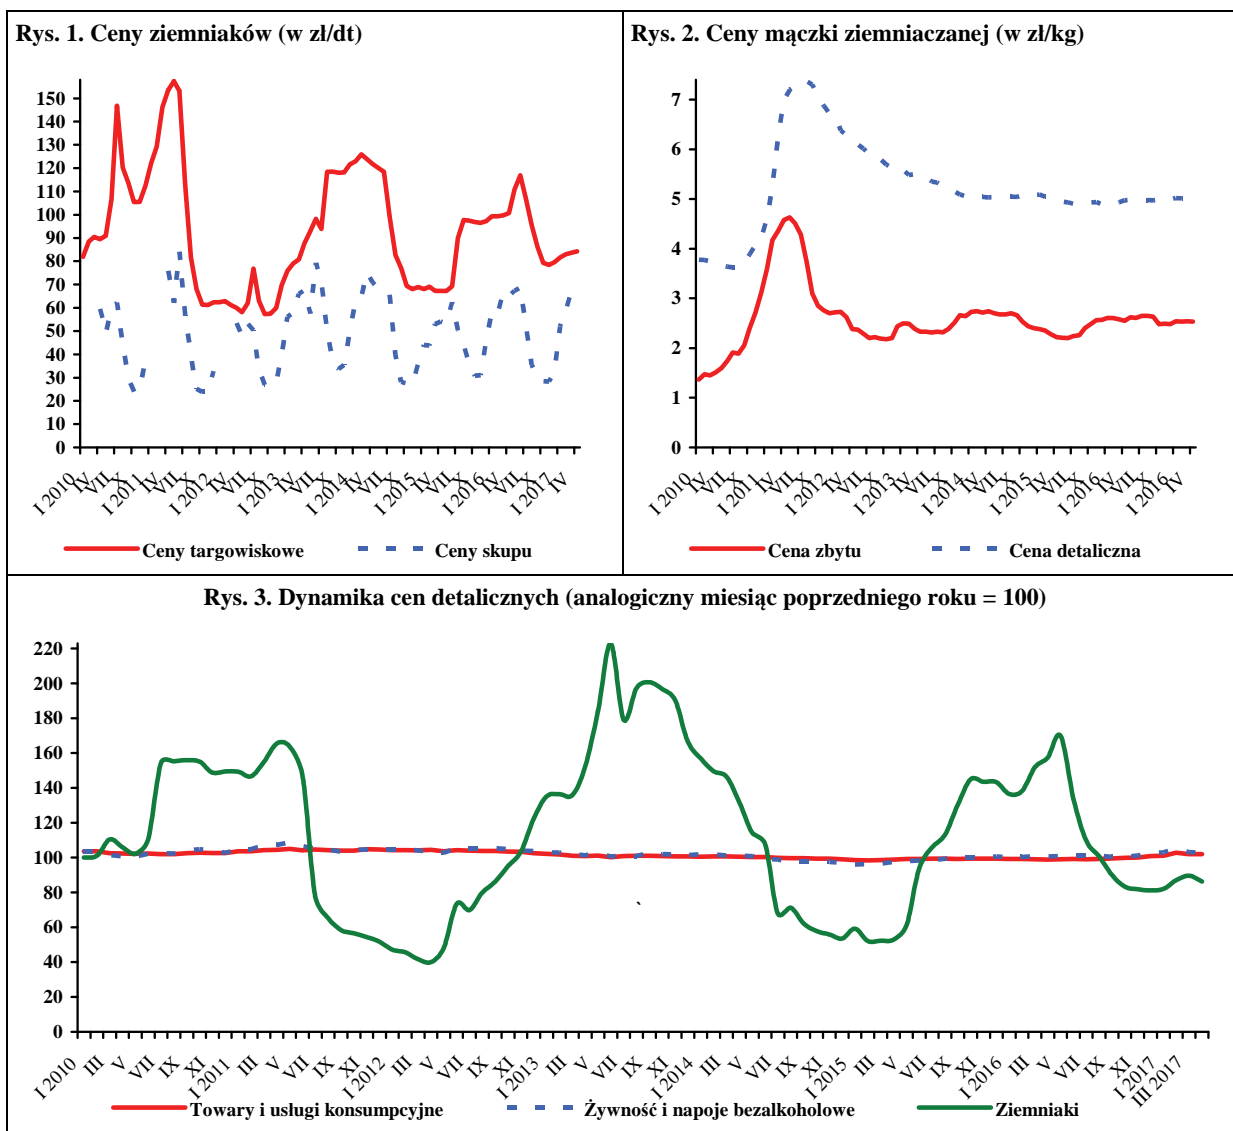 Rys. 1. Ceny ziemniaków (w zł/dt)
150
140
130
120
110
100
90
80
70
60
50
40
30
20
10
0
I 2010
IV
VII
X
I 2011
IV
VII
X
I 2012
IV
VII
X
I 2013
IV
VII
X
I 2014
IV
VII
X
I 2015
IV
VII
X
I 2016
IV
VII
X
I 2017
IV
Ceny targowiskowe
Ceny skupu
Rys. 2. Ceny mączki ziemniaczanej (w zł/kg)
7
6
5
4
3
2
1
0
I 2010
IV
VII
X
I 2011
IV
VII
X
I 2012
IV
VII
X
I 2013
IV
VII
X
I 2014
IV
VII
X
I 2015
IV
VII
X
I 2016
IV
VII
X
I 2016
IV
Cena zbytu
Cena detaliczna
Rys. 3. Dynamika cen detalicznych (analogiczny miesiąc poprzedniego roku = 100)
220
200
180
160
140
120
100
80
60
40
20
0
I 2010
III
V
VII
IX
XI
I 2011
III
V
VII
IX
XI
I 2012
III
V
VII
IX
XI
I 2013
III
V
VII
IX
XI
I 2014
III
V
VII
IX
XI
I 2015
III
V
VII
IX
XI
I 2016
III
V
VII
IX
XI
I 2017
III 2017
Towary i usługi konsumpcyjne
Żywność i napoje bezalkoholowe
Ziemniaki